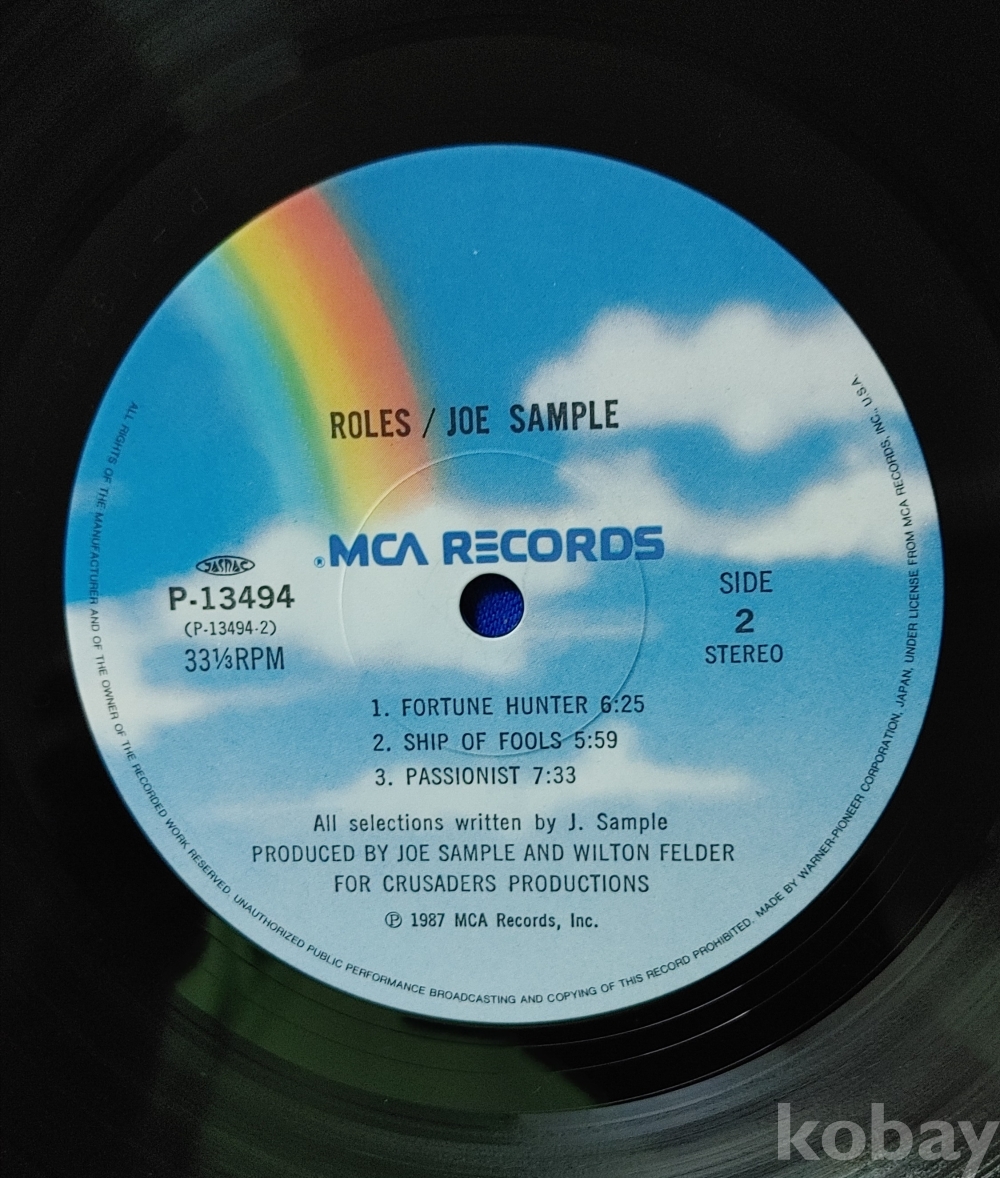 ROLES / JOE SAMPLE
MCA RECORDS
JASRAC
P-13494
(P-13494-2)
33⅓RPM
SIDE
2
STEREO
1. FORTUNE HUNTER 6:25
2. SHIP OF FOOLS 5:59
3. PASSIONIST 7:33
All selections written by J. Sample
PRODUCED BY JOE SAMPLE AND WILTON FELDER
FOR CRUSADERS PRODUCTIONS
℗ 1987 MCA Records, Inc.
ALL RIGHTS OF THE MANUFACTURER AND OF THE OWNER OF THE RECORDED WORK RESERVED. UNAUTHORIZED PUBLIC PERFORMANCE BROADCASTING AND COPYING OF THIS RECORD PROHIBITED. MADE BY WARNER-PIONEER CORPORATION, JAPAN, UNDER LICENSE FROM MCA RECORDS, INC., U.S.A.
kobay